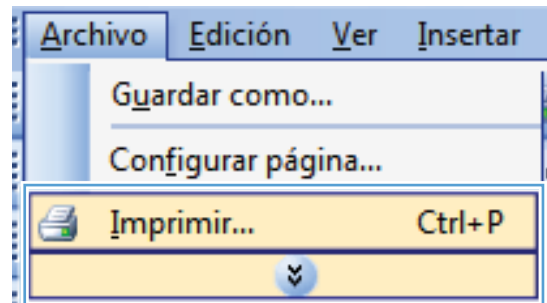 Archivo Edición Ver Insertar
Guardar como...
Configurar página...
Imprimir... Ctrl+P